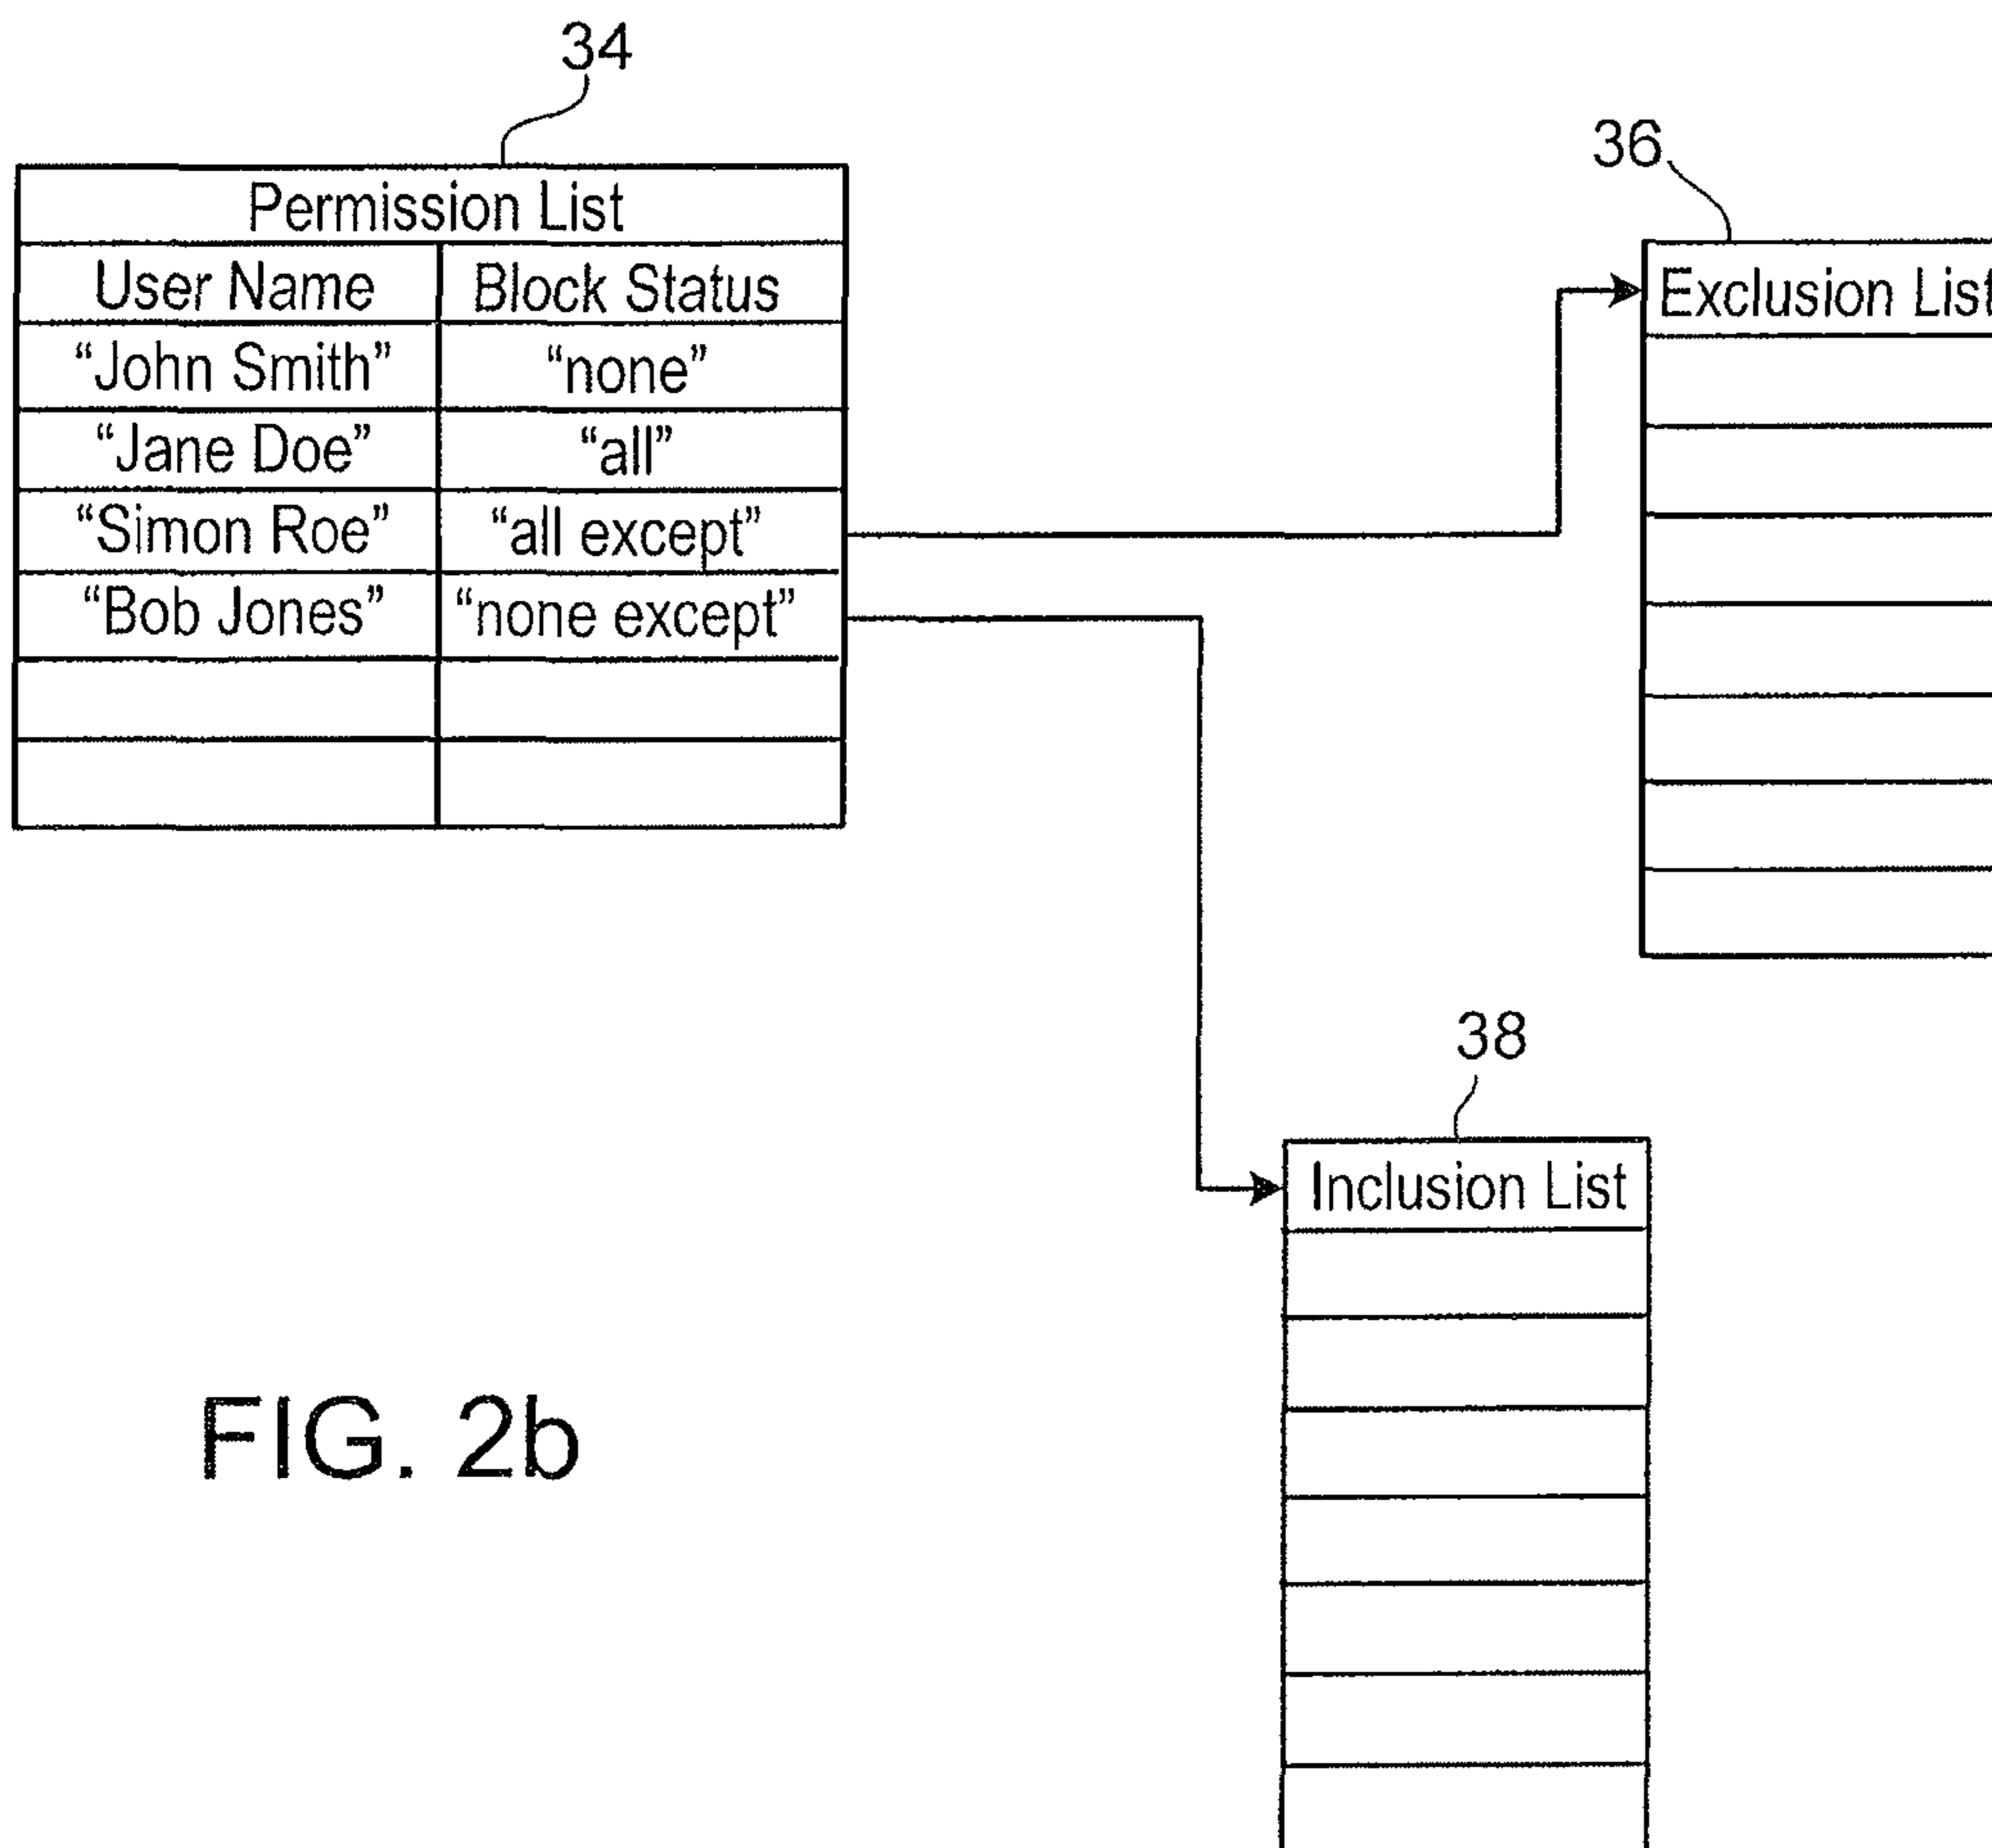 34
Permission List
User Name Block Status
“John Smith” “none”
“Jane Doe” “all”
“Simon Roe” “all except”
“Bob Jones” “none except”
36
Exclusion List
38
Inclusion List
FIG. 2b